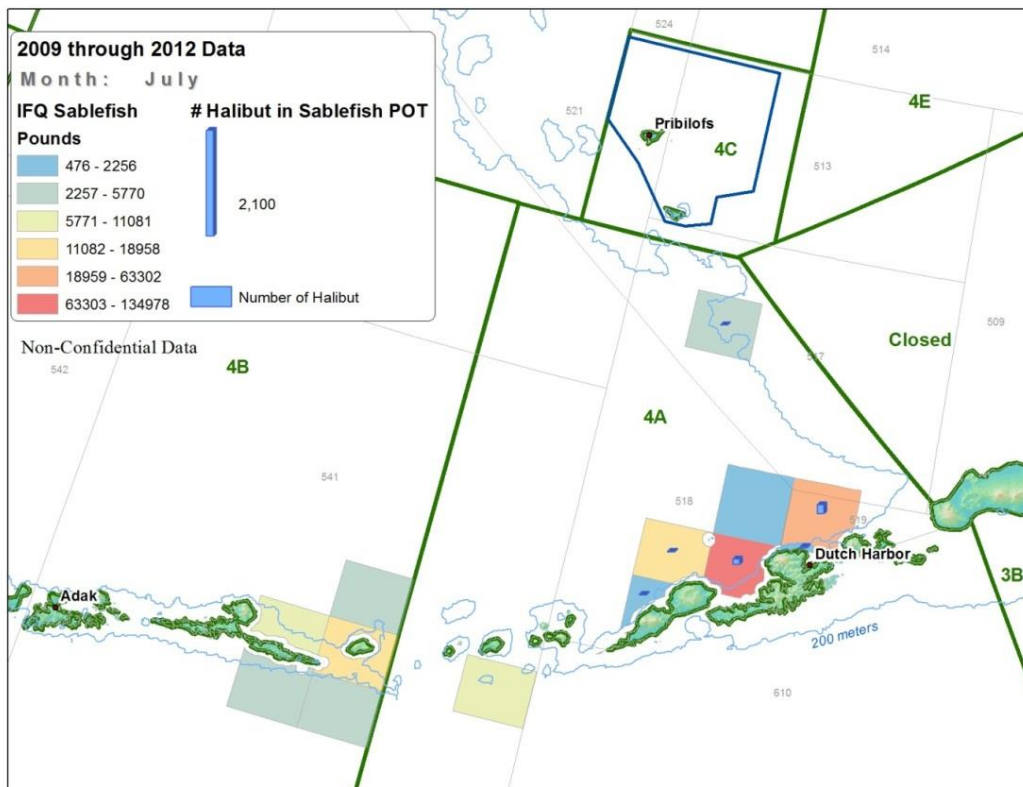 2009 through 2012 Data
Month: July
IFQ Sablefish
Pounds
476 - 2256
2257 - 5770
5771 - 11081
11082 - 18958
18959 - 63302
63303 - 134978
# Halibut in Sablefish POT
2,100
Number of Halibut
Non-Confidential Data
524
514
4E
521
Pribilofs
4C
513
509
Closed
517
542
4B
4A
541
518
519
Dutch Harbor
3B
Adak
200 meters
610